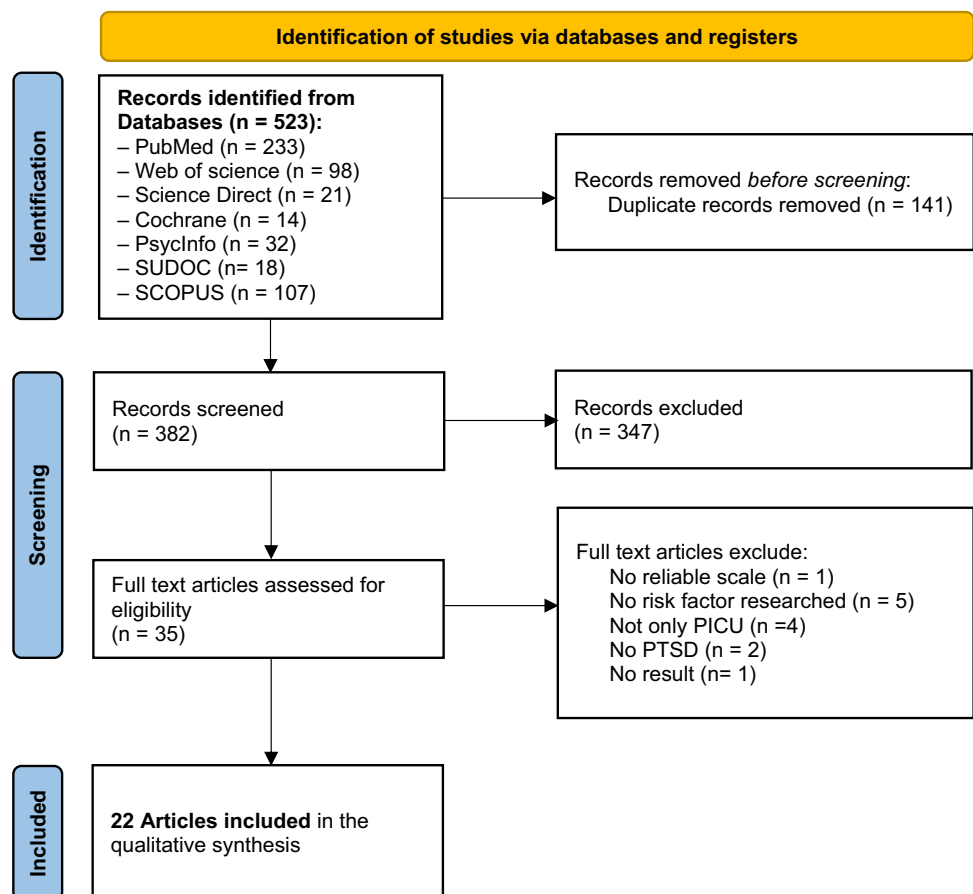 Identification of studies via databases and registers
Identification
Records identified from
Databases (n = 523):
– PubMed (n = 233)
– Web of science (n = 98)
– Science Direct (n = 21)
– Cochrane (n = 14)
– PsycInfo (n = 32)
– SUDOC (n= 18)
– SCOPUS (n = 107)
Records removed before screening:
Duplicate records removed (n = 141)
Screening
Records screened
(n = 382)
Records excluded
(n = 347)
Full text articles assessed for
eligibility
(n = 35)
Full text articles exclude:
No reliable scale (n = 1)
No risk factor researched (n = 5)
Not only PICU (n =4)
No PTSD (n = 2)
No result (n= 1)
Included
22 Articles included in the
qualitative synthesis